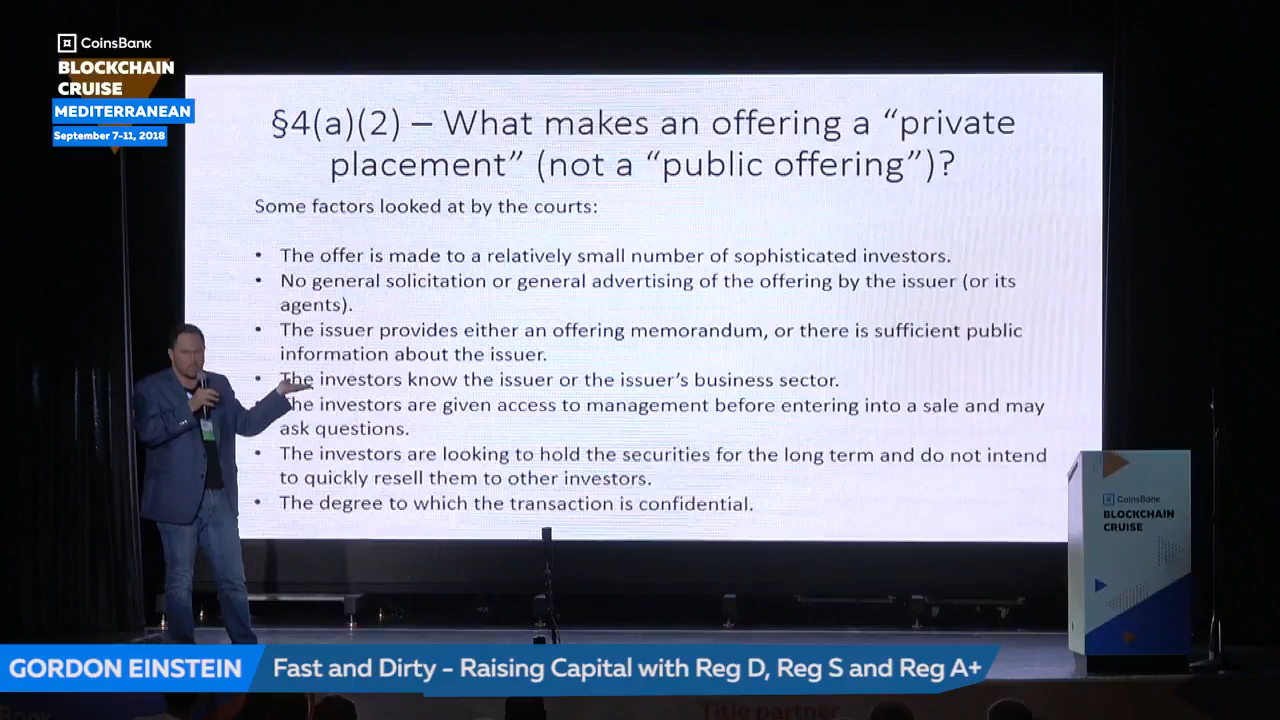 CoinsBank
BLOCKCHAIN
CRUISE
MEDITERRANEAN
September 7-11, 2018
§4(a)(2) – What makes an offering a “private
placement” (not a “public offering”)?
Some factors looked at by the courts:
• The offer is made to a relatively small number of sophisticated investors.
• No general solicitation or general advertising of the offering by the issuer (or its
agents).
• The issuer provides either an offering memorandum, or there is sufficient public
information about the issuer.
• The investors know the issuer or the issuer’s business sector.
• The investors are given access to management before entering into a sale and may
ask questions.
• The investors are looking to hold the securities for the long term and do not intend
to quickly resell them to other investors.
• The degree to which the transaction is confidential.
CoinsBank
BLOCKCHAIN
CRUISE
GORDON EINSTEIN
Fast and Dirty - Raising Capital with Reg D, Reg S and Reg A+
Title partner